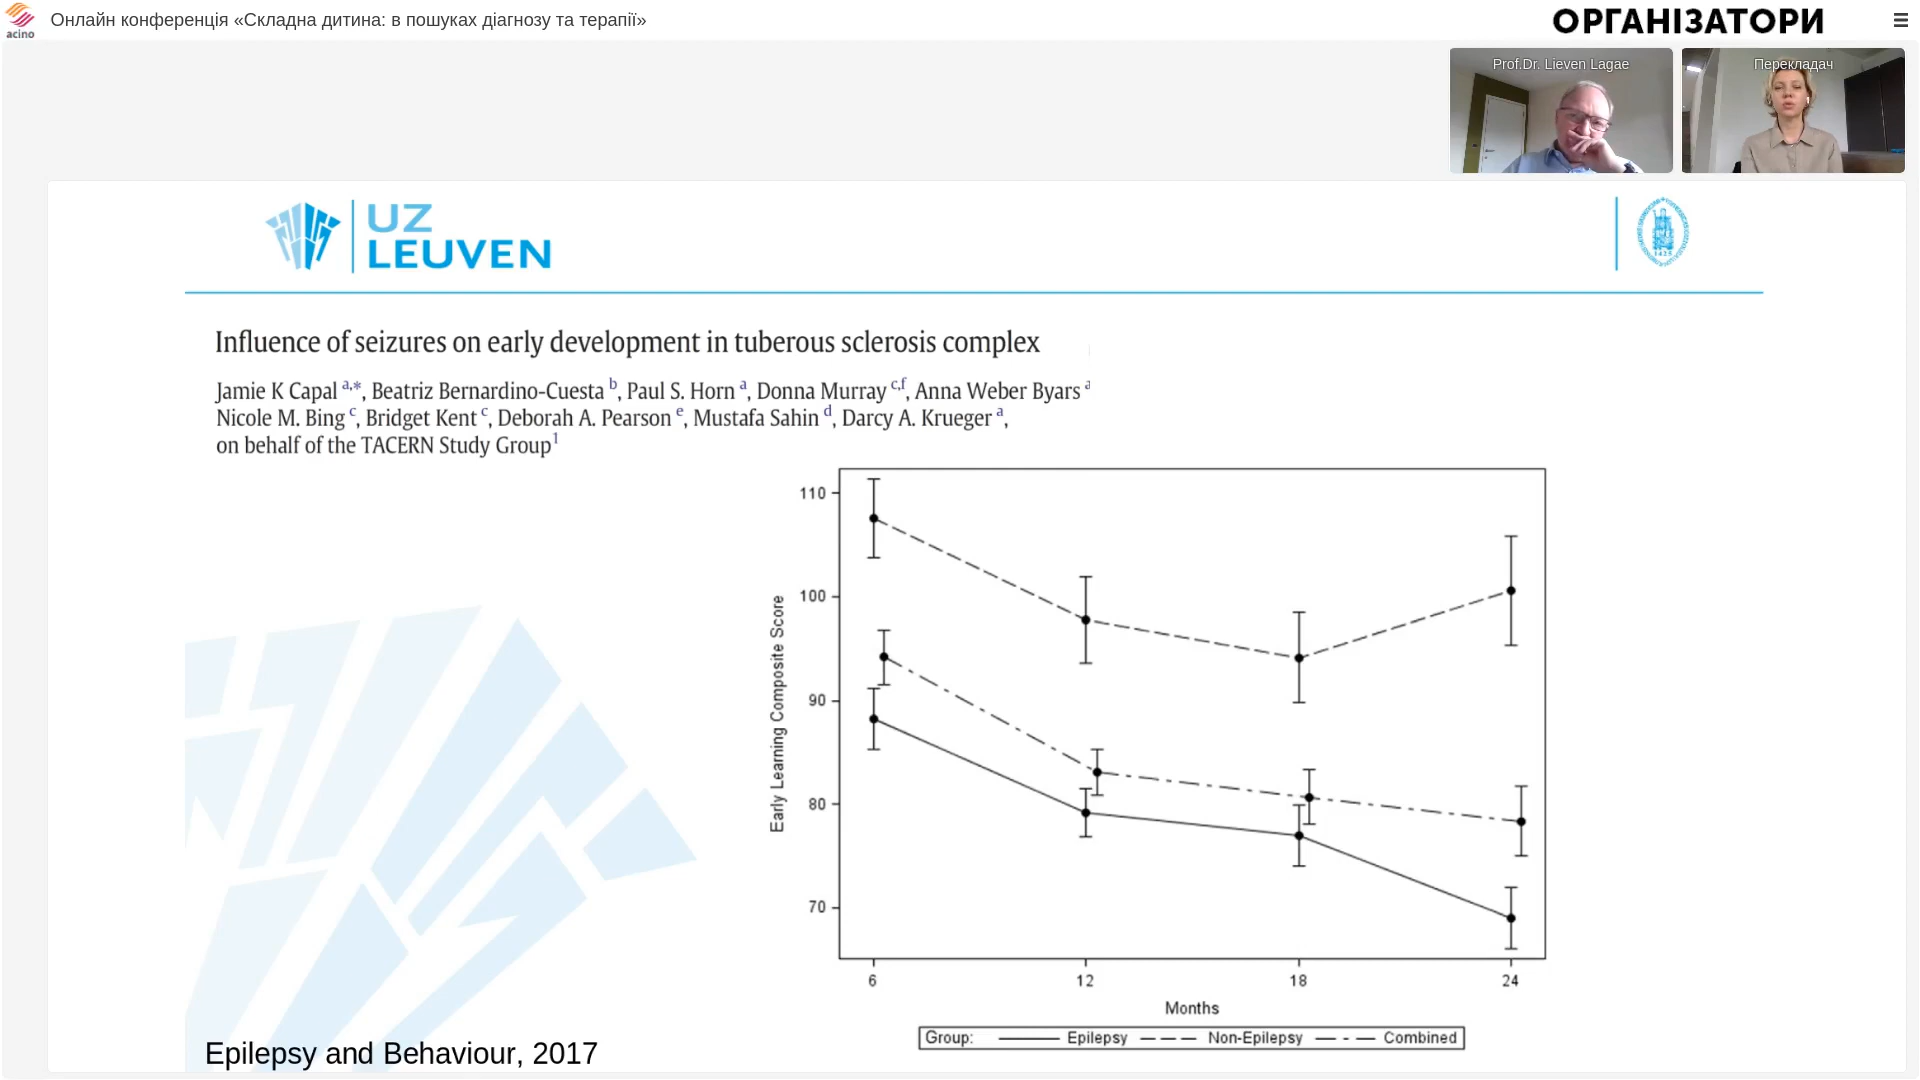 Онлайн конференція «Складна дитина: в пошуках діагнозу та терапії»
ОРГАНІЗАТОРИ
acino
Prof.Dr. Lieven Lagae
Перекладач
UZ
LEUVEN
1425
Influence of seizures on early development in tuberous sclerosis complex
Jamie K Capal a,*, Beatriz Bernardino-Cuesta b, Paul S. Horn a, Donna Murray c,f, Anna Weber Byars a
Nicole M. Bing c, Bridget Kent c, Deborah A. Pearson e, Mustafa Sahin d, Darcy A. Krueger a,
on behalf of the TACERN Study Group 1
110
100
90
80
70
Early Learning Composite Score
6 12 18 24
Months
Group: Epilepsy Non-Epilepsy Combined
Epilepsy and Behaviour, 2017